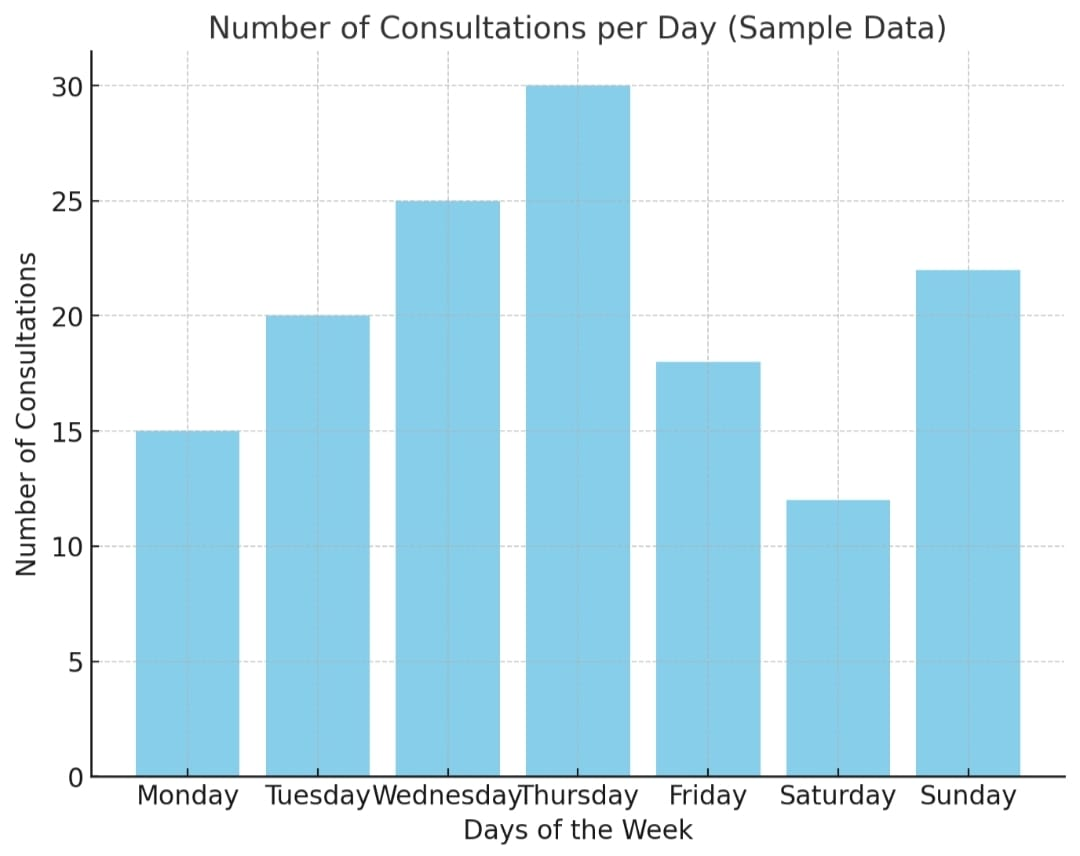 Number of Consultations per Day (Sample Data)
Number of Consultations
30
25
20
15
10
5
0
Monday Tuesday Wednesday Thursday Friday Saturday Sunday
Days of the Week